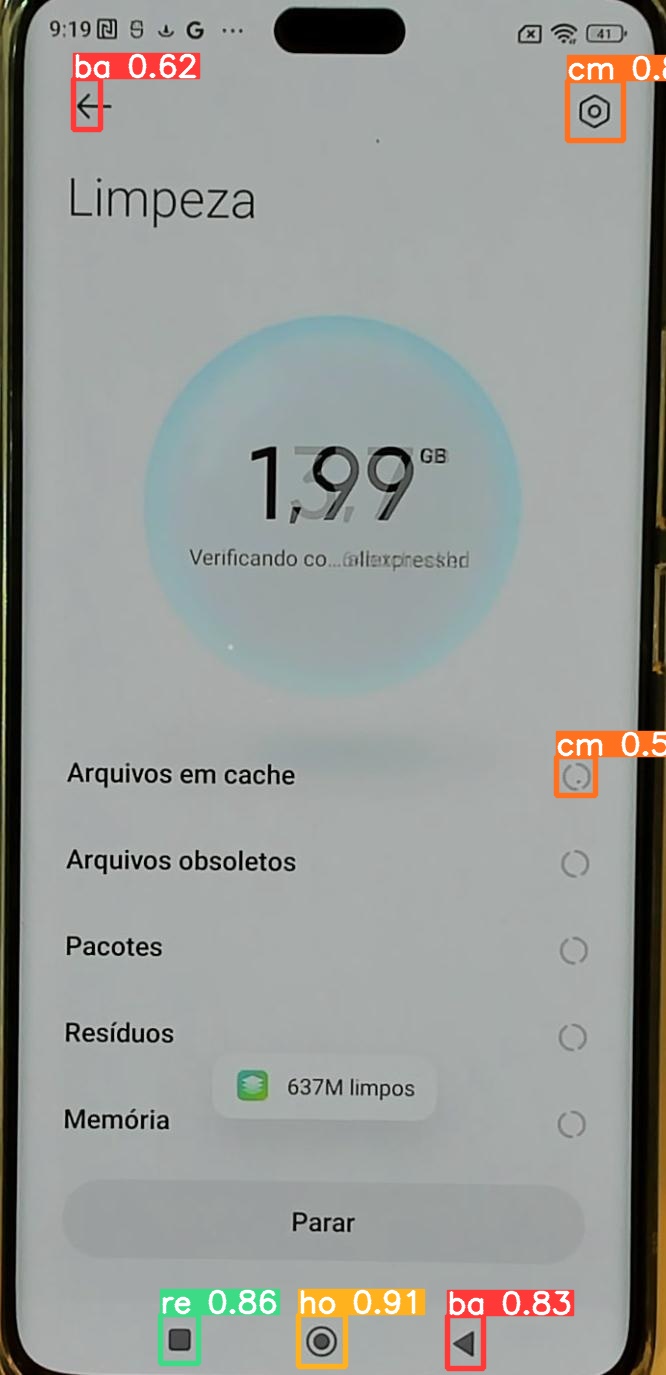 9:19
41
ba 0.62
cm 0.8
Limpeza
1,99 GB
Verificando co...
cm 0.5
Arquivos em cache
Arquivos obsoletos
Pacotes
Resíduos
637M limpos
Memória
Parar
re 0.86
ho 0.91
ba 0.83